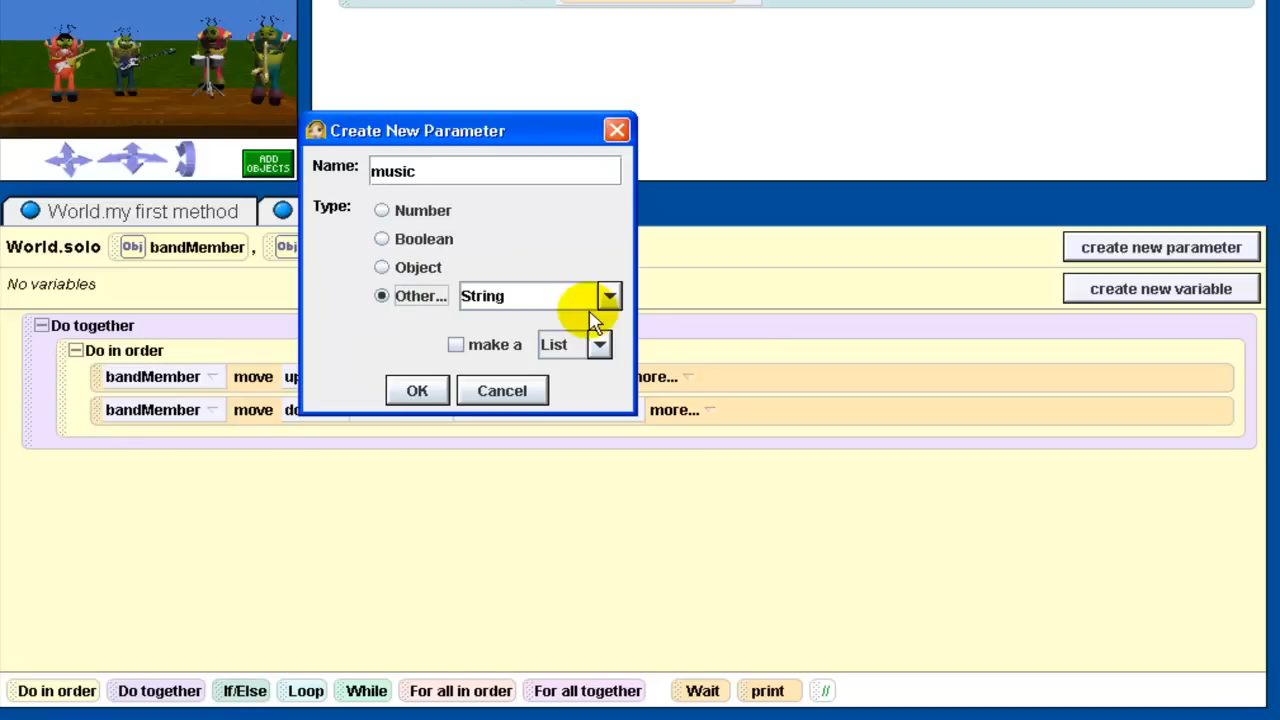 ADD
OBJECTS
World.my first method
World.solo Obj bandMember , Obj
create new parameter
No variables
create new variable
Create New Parameter
Name: music
Type: Number
Boolean
Object
Other... String
make a List
OK Cancel
Do together
Do in order
bandMember move up more...
bandMember move do more...
Do in order Do together If/Else Loop While For all in order For all together Wait print //